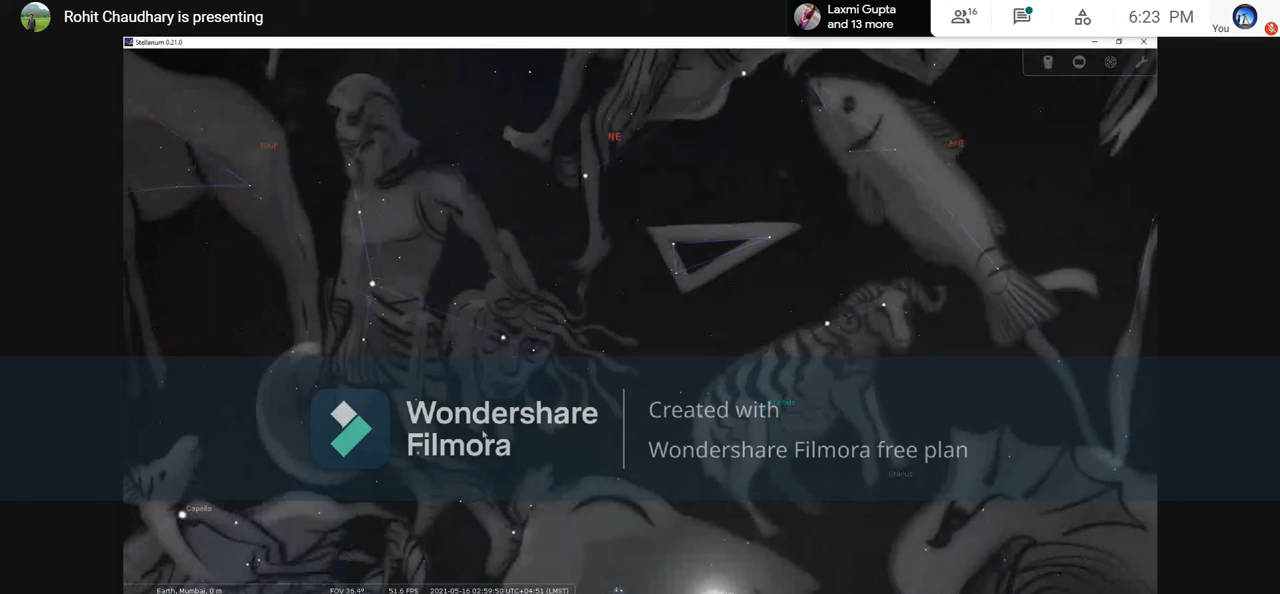 Rohit Chaudhary is presenting
Laxmi Gupta
and 13 more
16
6:23 PM
You
Stellarium 0.21.0
NE
Wondershare
Filmora
Created with
Wondershare Filmora free plan
Uranus
Capella
Earth, Mumbai, 0 m
FOV 36.4°
51.6 FPS
2021-05-16 02:59:50 UTC+04:51 (LMST)